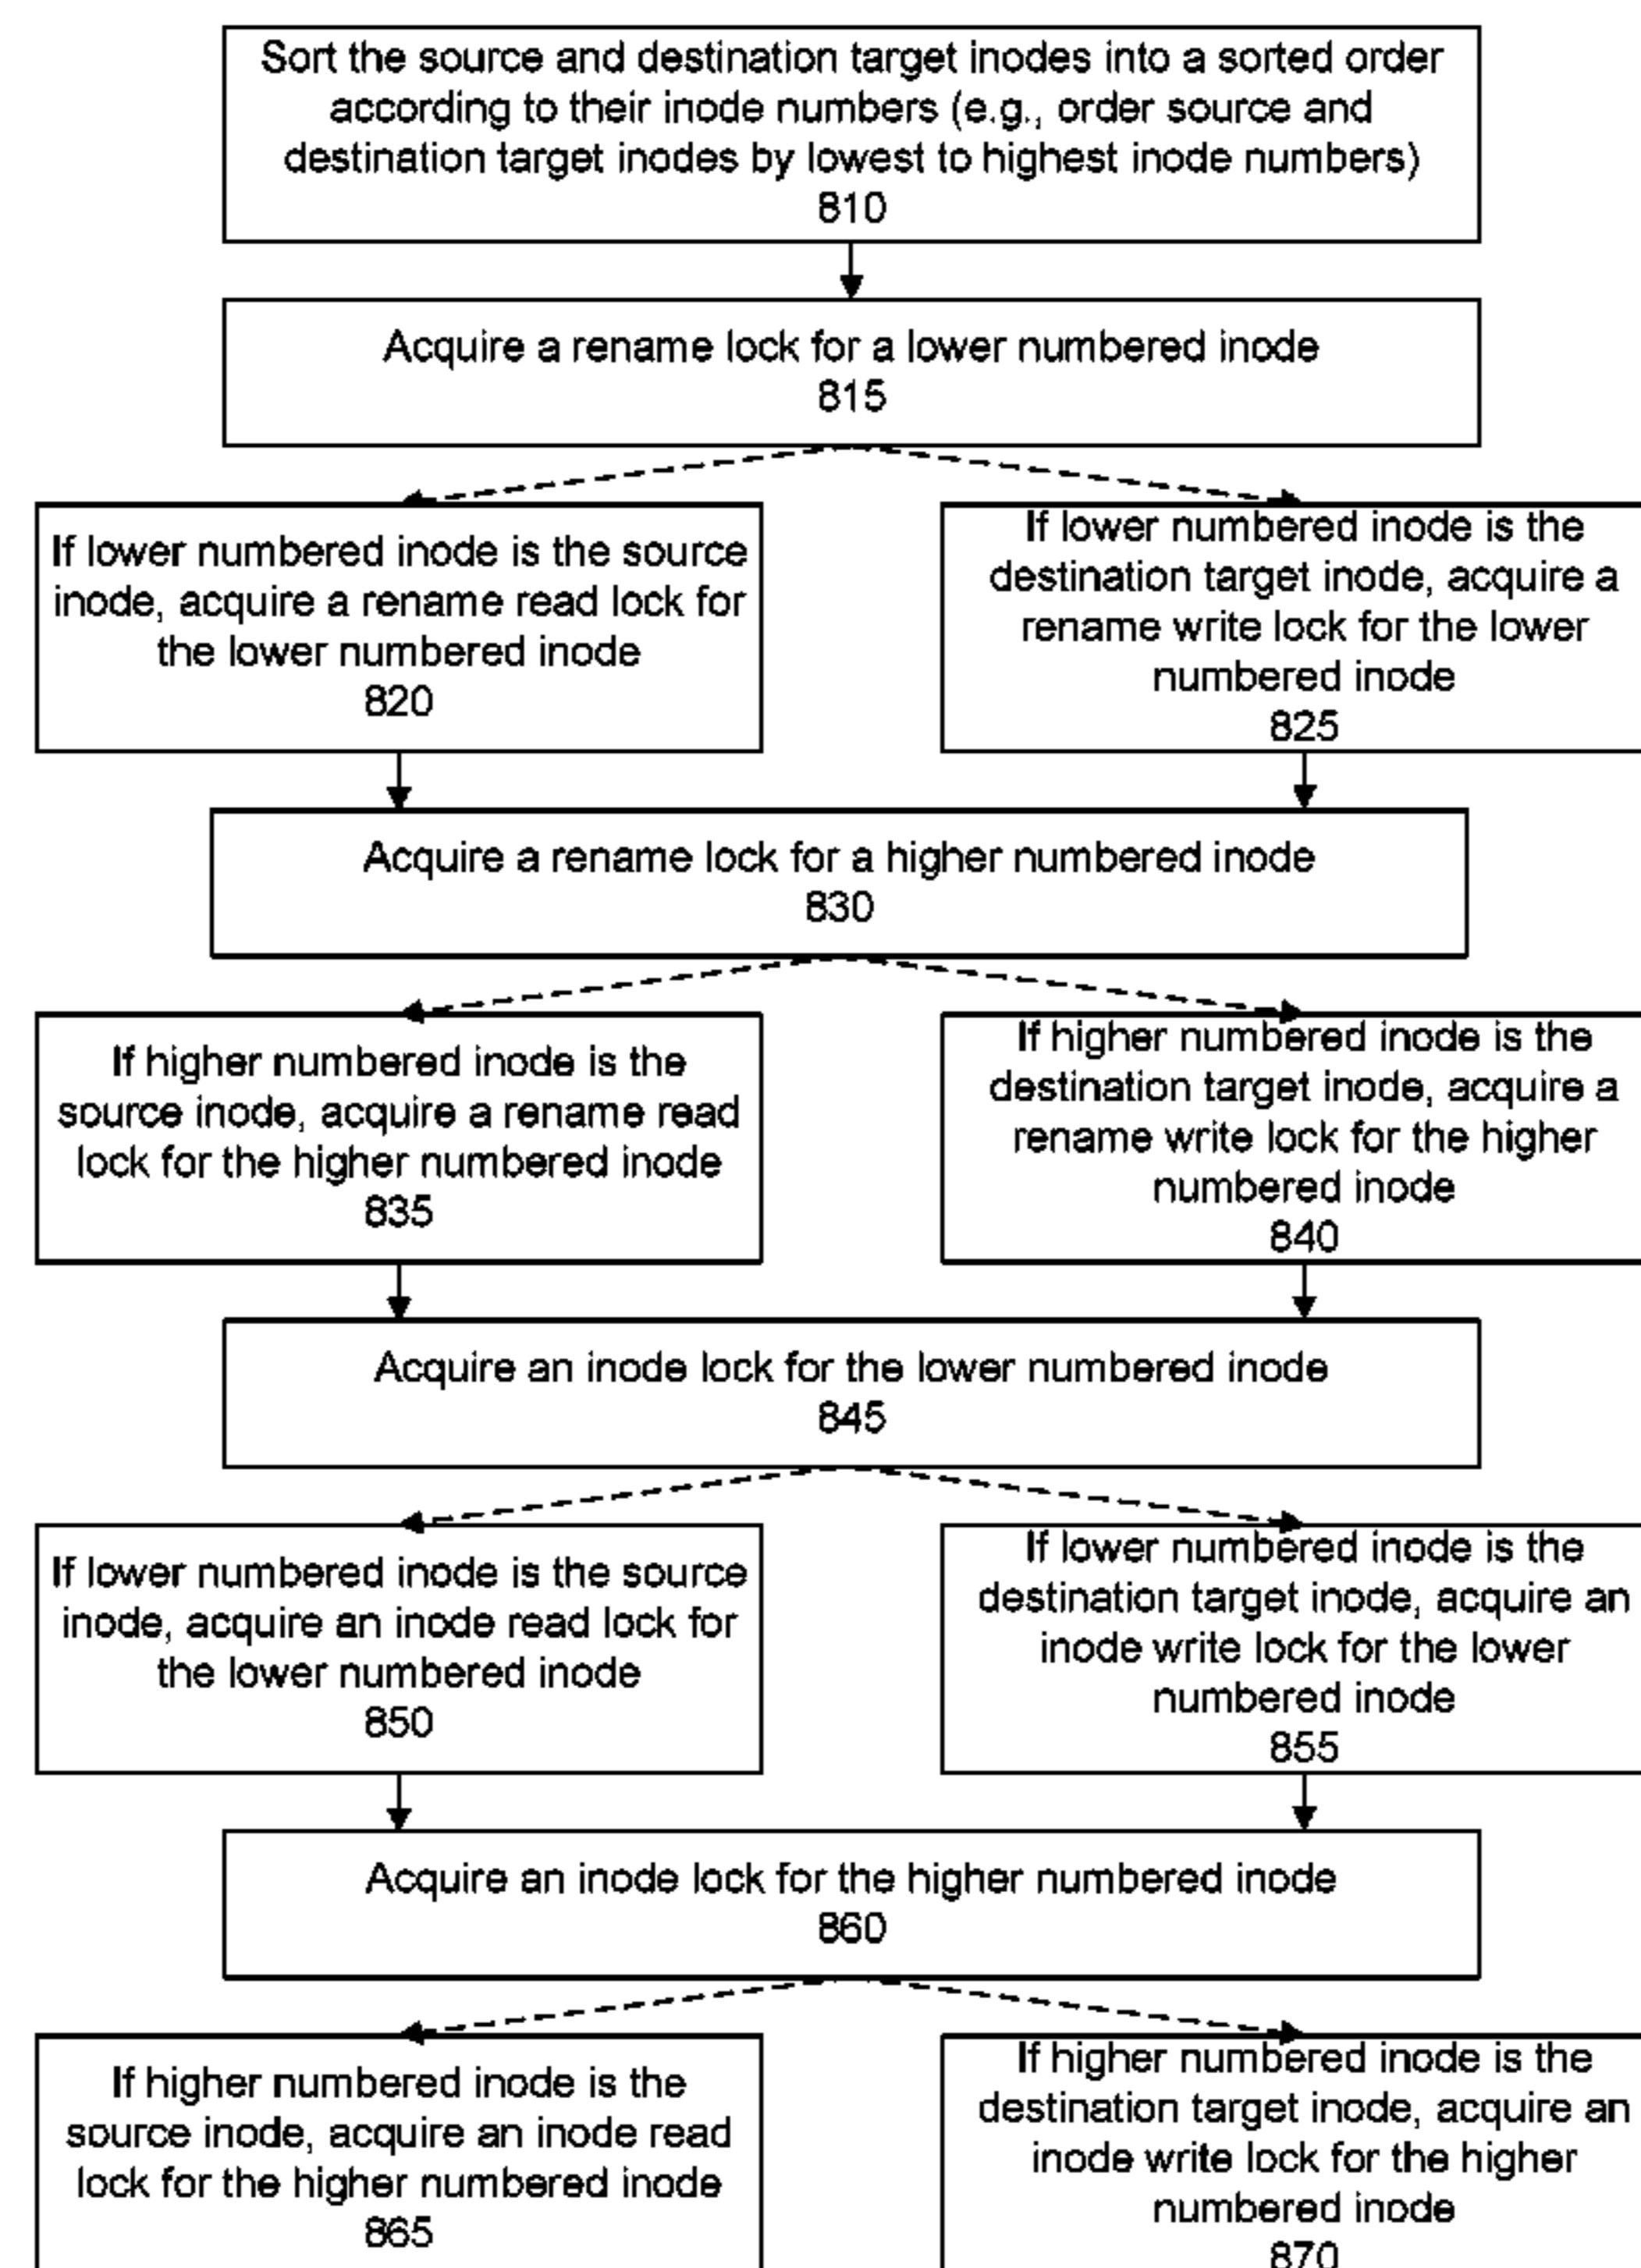 Sort the source and destination target inodes into a sorted order
according to their inode numbers (e.g., order source and
destination target inodes by lowest to highest inode numbers)
810
Acquire a rename lock for a lower numbered inode
815
If lower numbered inode is the source
inode, acquire a rename read lock for
the lower numbered inode
820
If lower numbered inode is the
destination target inode, acquire a
rename write lock for the lower
numbered inode
825
Acquire a rename lock for a higher numbered inode
830
If higher numbered inode is the
source inode, acquire a rename read
lock for the higher numbered inode
835
If higher numbered inode is the
destination target inode, acquire a
rename write lock for the higher
numbered inode
840
Acquire an inode lock for the lower numbered inode
845
If lower numbered inode is the source
inode, acquire an inode read lock for
the lower numbered inode
850
If lower numbered inode is the
destination target inode, acquire an
inode write lock for the lower
numbered inode
855
Acquire an inode lock for the higher numbered inode
860
If higher numbered inode is the
source inode, acquire an inode read
lock for the higher numbered inode
865
If higher numbered inode is the
destination target inode, acquire an
inode write lock for the higher
numbered inode
870